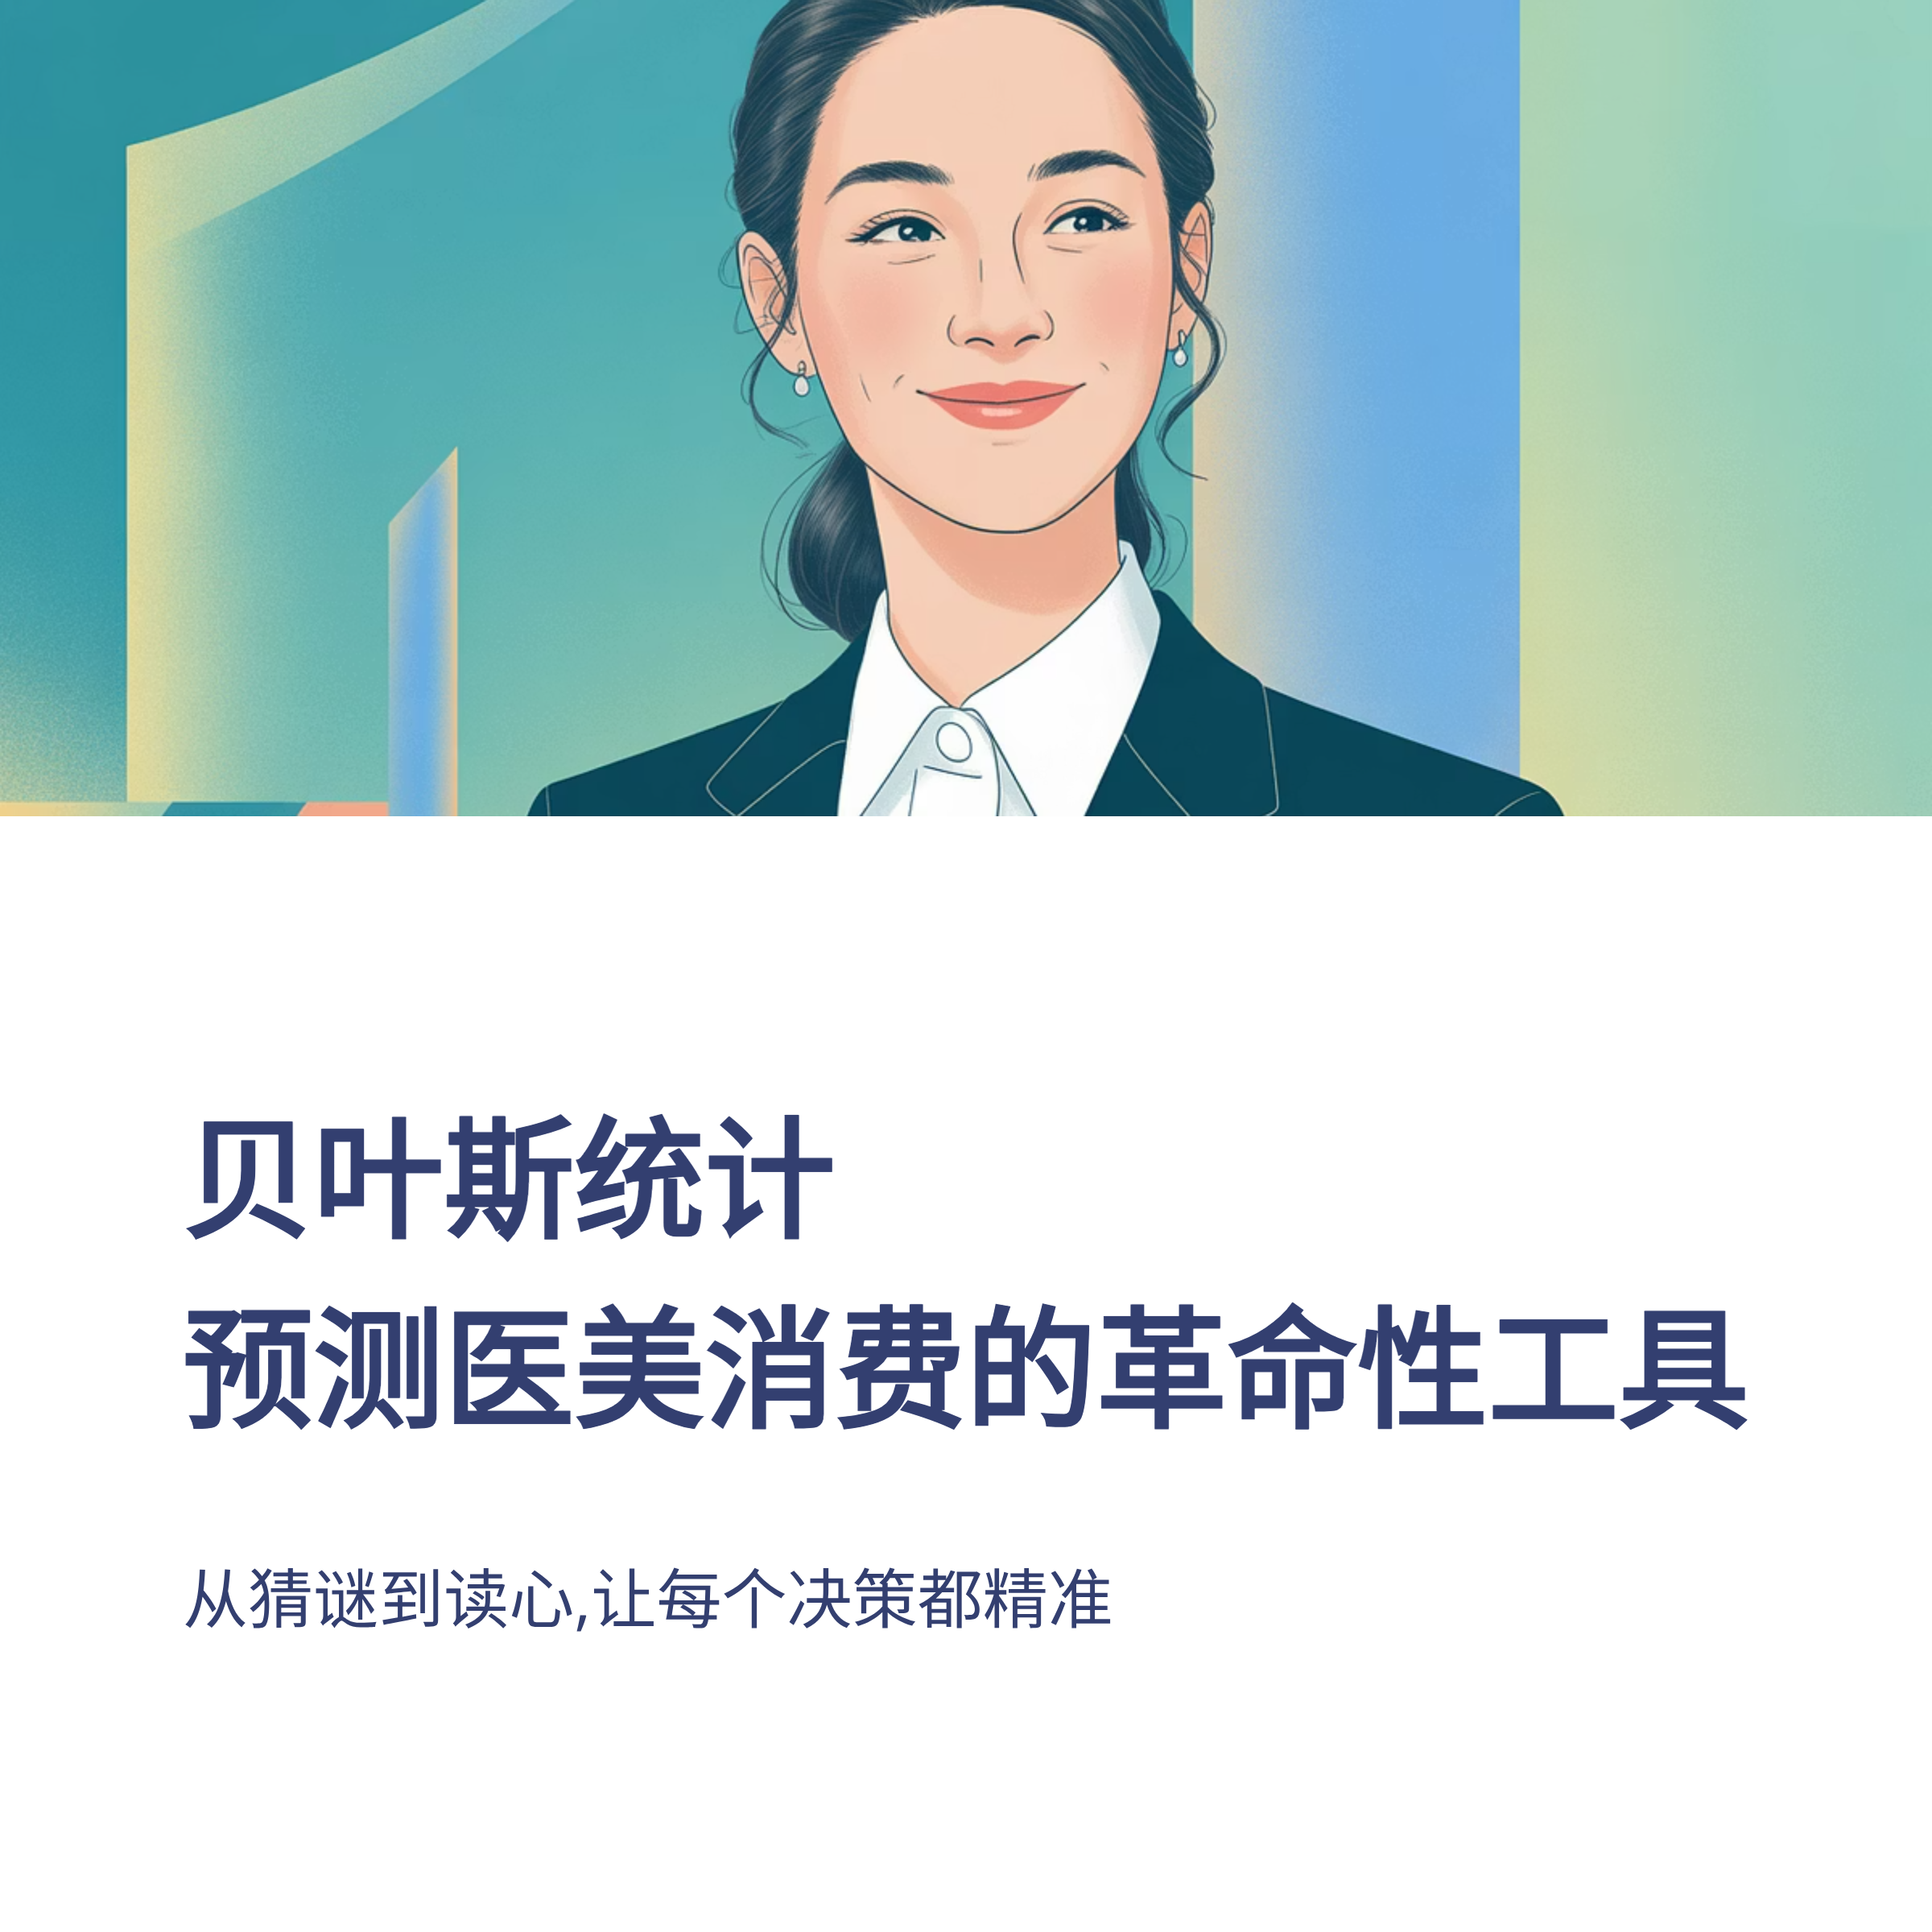 贝叶斯统计
预测医美消费的革命性工具
从猜谜到读心,让每个决策都精准